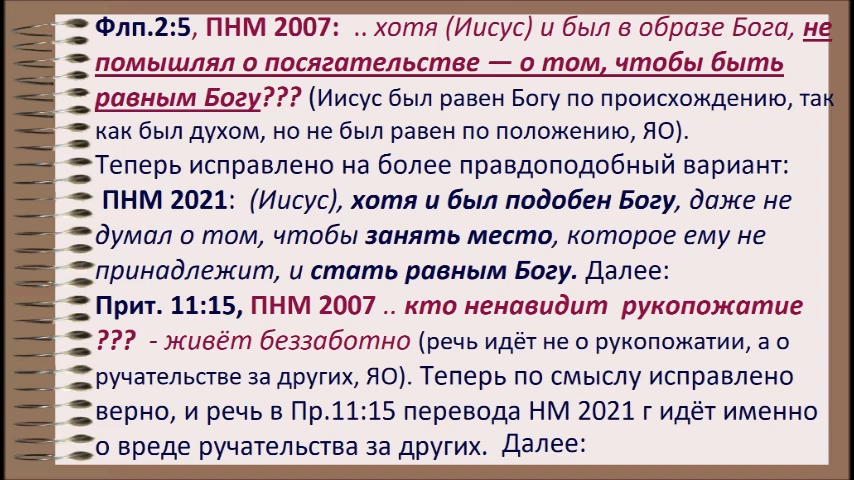 Флп.2:5, ПНМ 2007: .. хотя (Иисус) и был в образе Бога, не
помышлял о посягательстве — о том, чтобы быть
равным Богу??? (Иисус был равен Богу по происхождению, так
как был духом, но не был равен по положению, ЯО).
Теперь исправлено на более правдоподобный вариант:
ПНМ 2021: (Иисус), хотя и был подобен Богу, даже не
думал о том, чтобы занять место, которое ему не
принадлежит, и стать равным Богу. Далее:
Прит. 11:15, ПНМ 2007 .. кто ненавидит рукопожатие
??? - живёт беззаботно (речь идёт не о рукопожатии, а о
ручательстве за других, ЯО). Теперь по смыслу исправлено
верно, и речь в Пр.11:15 перевода НМ 2021 г идёт именно
о вреде ручательства за других. Далее: